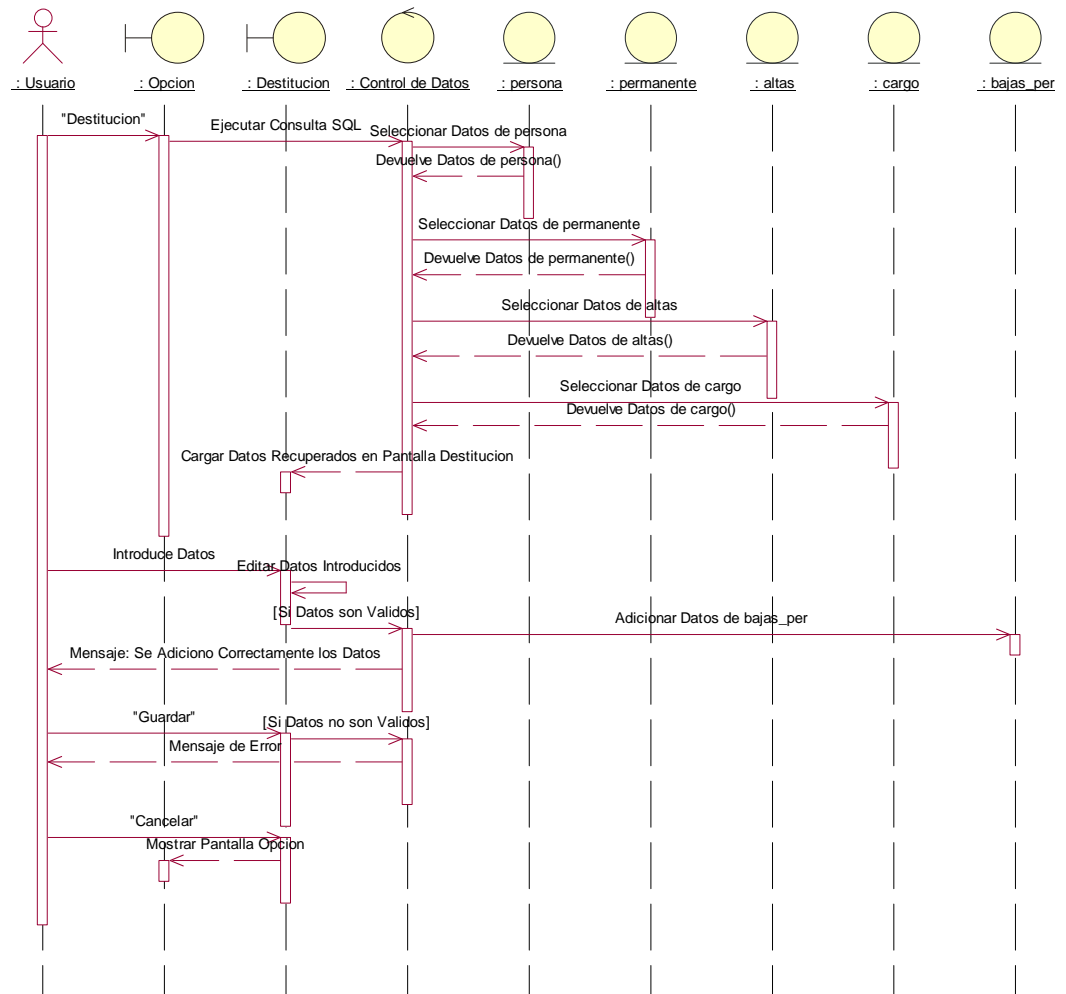 : Usuario
: Opcion
: Destitucion
: Control de Datos
: persona
: permanente
: altas
: cargo
: bajas_per
"Destitucion"
Ejecutar Consulta SQL
Seleccionar Datos de persona
Devuelve Datos de persona()
Seleccionar Datos de permanente
Devuelve Datos de permanente()
Seleccionar Datos de altas
Devuelve Datos de altas()
Seleccionar Datos de cargo
Devuelve Datos de cargo()
Cargar Datos Recuperados en Pantalla Destitucion
Introduce Datos
Editar Datos Introducidos
[Si Datos son Validos]
Adicionar Datos de bajas_per
Mensaje: Se Adiciono Correctamente los Datos
"Guardar"
[Si Datos no son Validos]
Mensaje de Error
"Cancelar"
Mostrar Pantalla Opcion